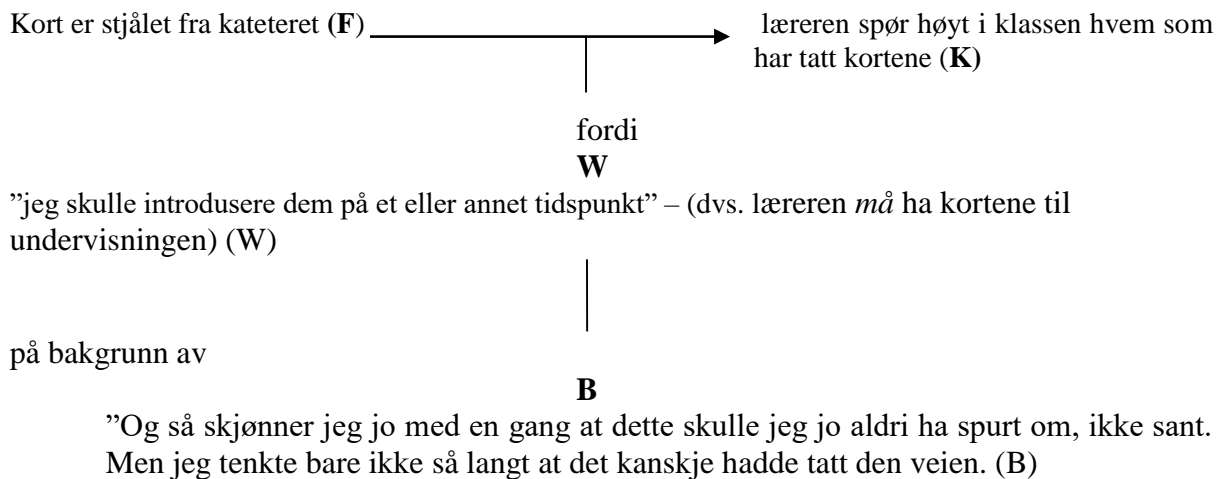 Kort er stjålet fra kateteret (F) læreren spør høyt i klassen hvem som
har tatt kortene (K)
fordi
W
”jeg skulle introdusere dem på et eller annet tidspunkt” – (dvs. læreren må ha kortene til
undervisningen) (W)
på bakgrunn av
B
”Og så skjønner jeg jo med en gang at dette skulle jeg jo aldri ha spurt om, ikke sant.
Men jeg tenkte bare ikke så langt at det kanskje hadde tatt den veien. (B)